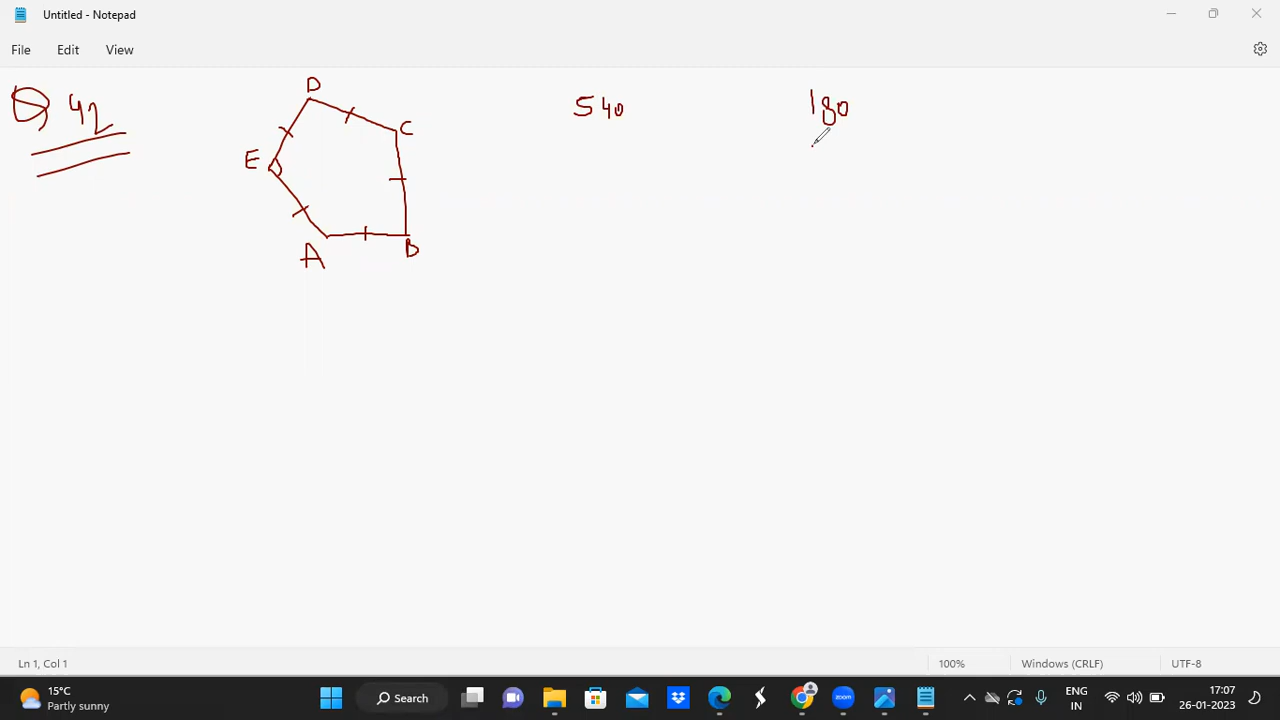 Untitled - Notepad
File Edit View
Q 42
D
540
180
C
E
A
B
Ln 1, Col 1
100%
Windows (CRLF)
UTF-8
15°C
Partly sunny
Search
zoom
ENG
IN
17:07
26-01-2023